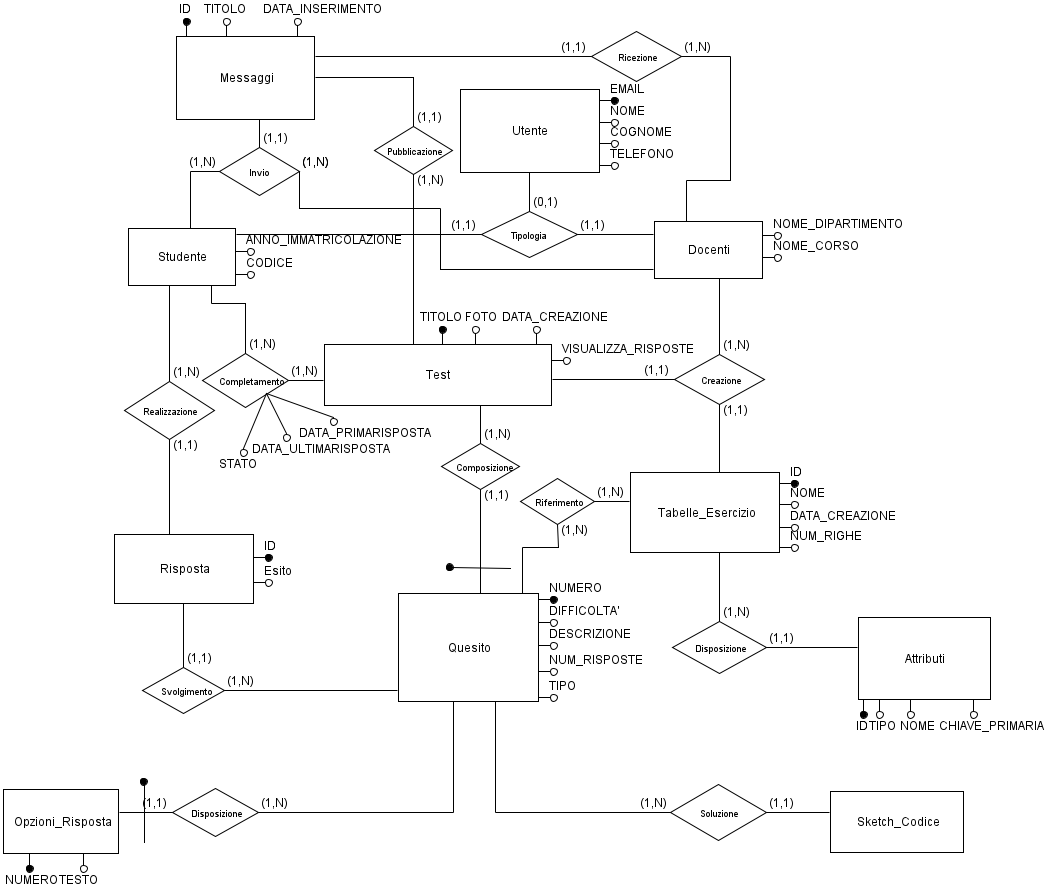 ID TITOLO DATA_INSERIMENTO
Messaggi
(1,1)
Ricezione
(1,N)
(1,1)
Pubblicazione
(1,N)
Utente
EMAIL
NOME
COGNOME
TELEFONO
(1,1)
(1,N)
Invio
(1,N)
(0,1)
(1,1)
Tipologia
(1,1)
Studente
ANNO_IMMATRICOLAZIONE
CODICE
Docenti
NOME_DIPARTIMENTO
NOME_CORSO
TITOLO FOTO DATA_CREAZIONE
Test
VISUALIZZA_RISPOSTE
(1,N)
Completamento
(1,N)
DATA_PRIMARISPOSTA
DATA_ULTIMARISPOSTA
STATO
(1,N)
Realizzazione
(1,1)
(1,N)
(1,1)
Creazione
(1,1)
(1,N)
Composizione
(1,1)
Riferimento
(1,N)
(1,N)
Tabelle_Esercizio
ID
NOME
DATA_CREAZIONE
NUM_RIGHE
Risposta
ID
Esito
Quesito
NUMERO
DIFFICOLTA'
DESCRIZIONE
NUM_RISPOSTE
TIPO
(1,N)
Disposizione
(1,1)
Attributi
ID TIPO NOME CHIAVE_PRIMARIA
(1,1)
Svolgimento
(1,N)
Opzioni_Risposta
NUMERO TESTO
(1,1)
Disposizione
(1,N)
(1,N)
Soluzione
(1,1)
Sketch_Codice